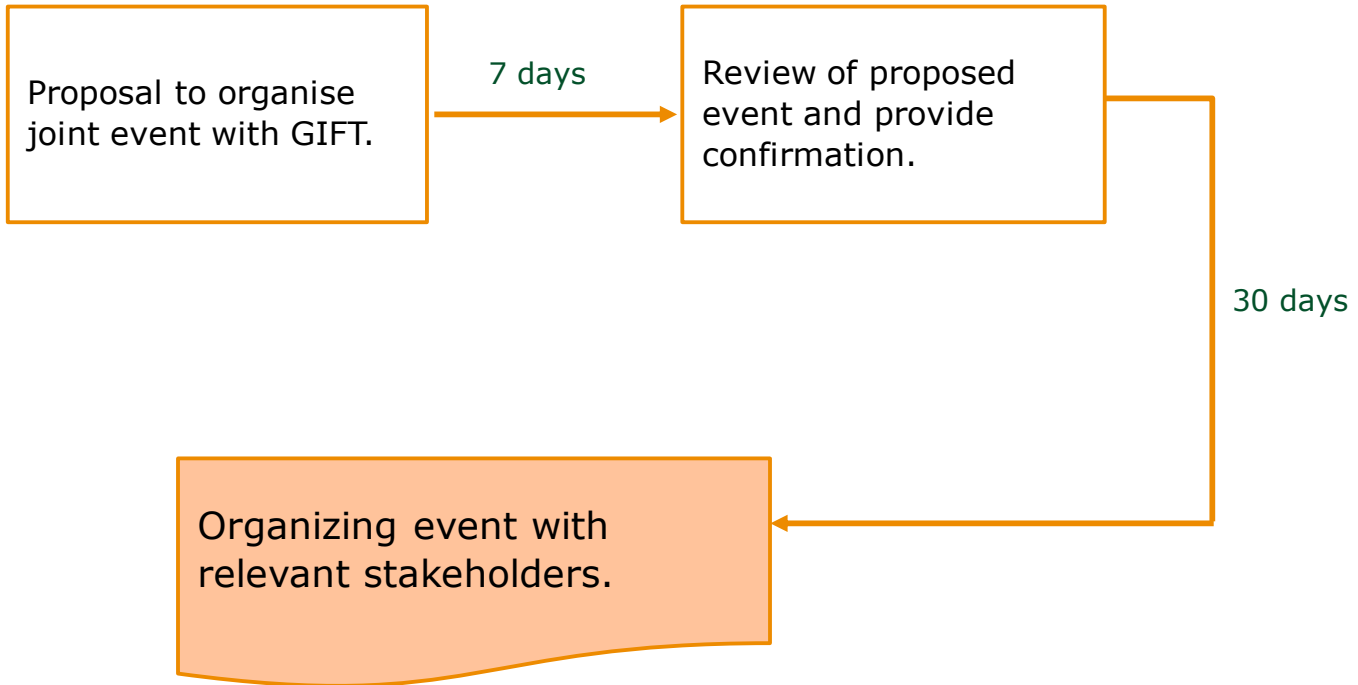 Proposal to organise
joint event with GIFT.
7 days
Review of proposed
event and provide
confirmation.
30 days
Organizing event with
relevant stakeholders.